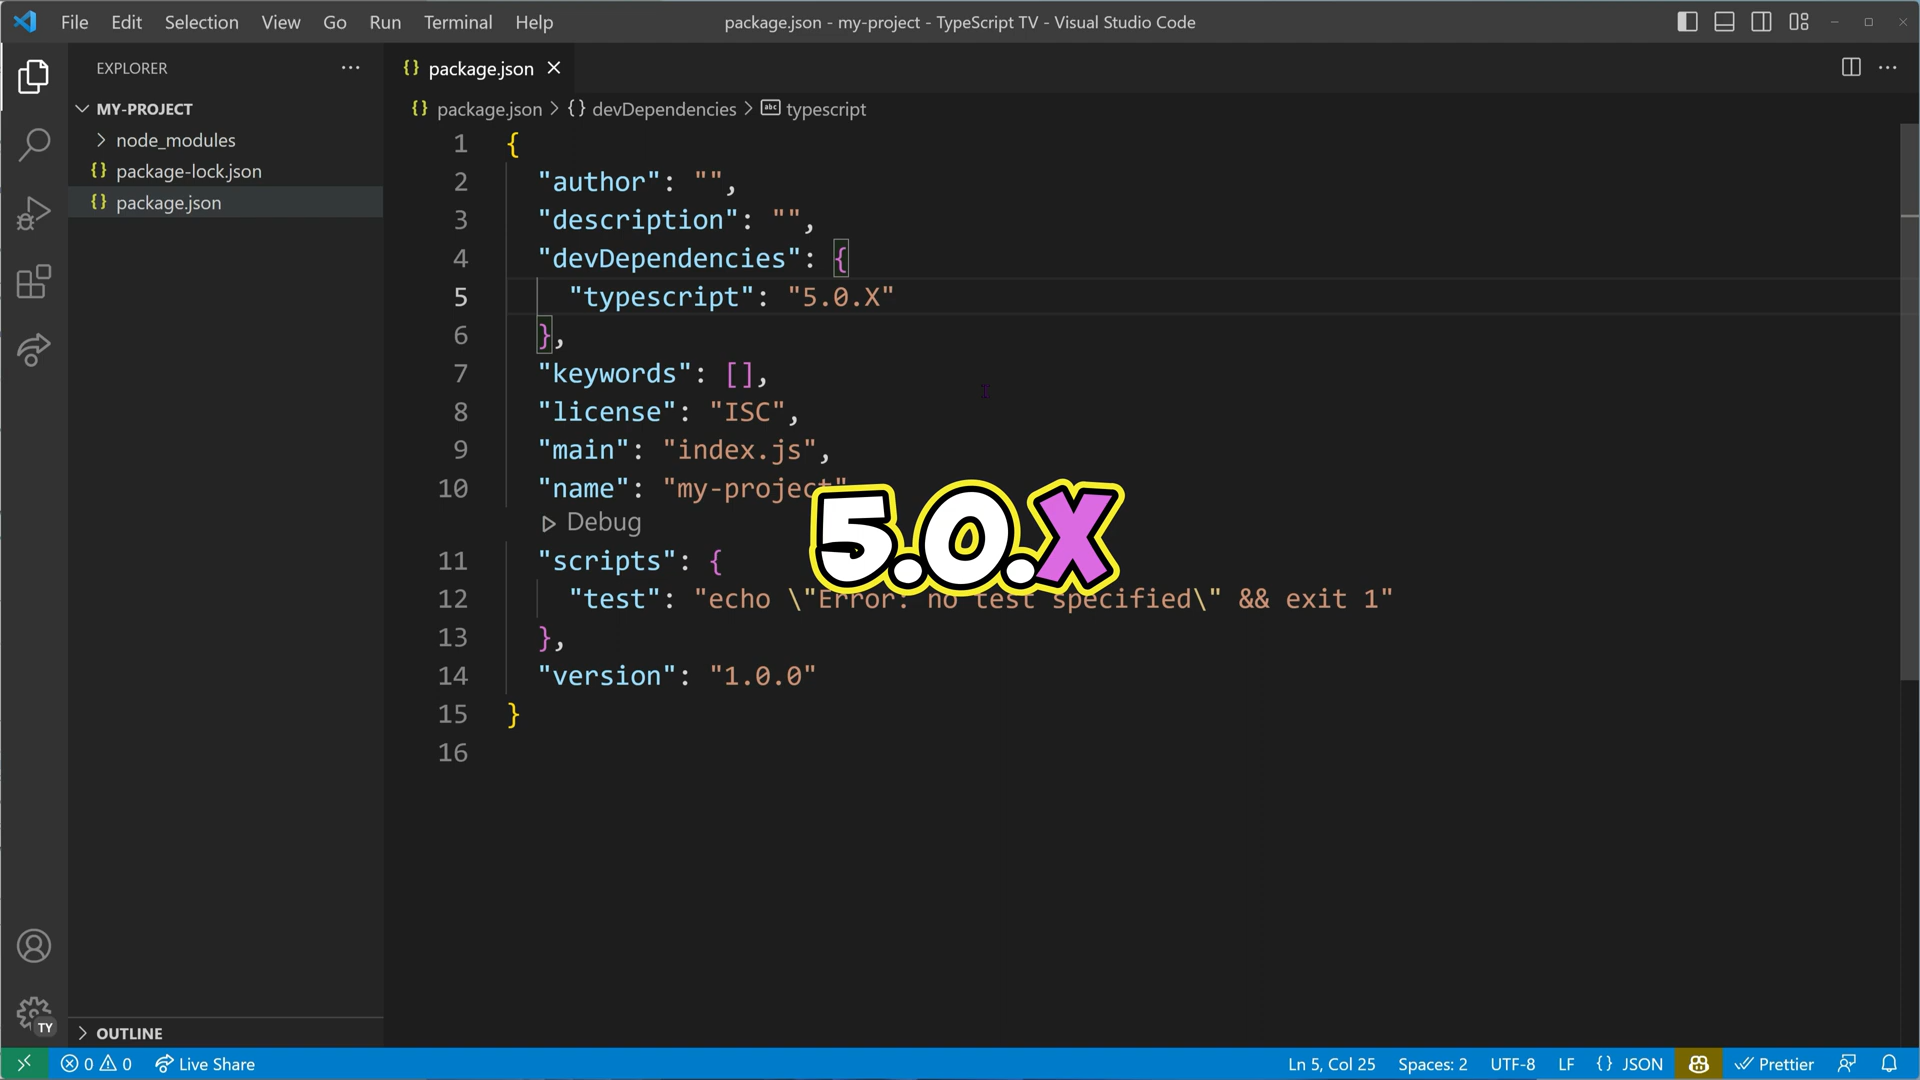 File Edit Selection View Go Run Terminal Help
package.json - my-project - TypeScript TV - Visual Studio Code
EXPLORER
MY-PROJECT
node_modules
package-lock.json
package.json
OUTLINE
package.json
package.json > {} devDependencies > abc typescript
1 {
2 "author": "",
3 "description": "",
4 "devDependencies": {
5 "typescript": "5.0.X"
6 },
7 "keywords": [],
8 "license": "ISC",
9 "main": "index.js",
10 "name": "my-project"
Debug
11 "scripts": {
12 "test": "echo \"Error: no test specified\" && exit 1"
13 },
14 "version": "1.0.0"
15 }
16
5.0.X
TY
0 0 Live Share
Ln 5, Col 25 Spaces: 2 UTF-8 LF {} JSON Prettier